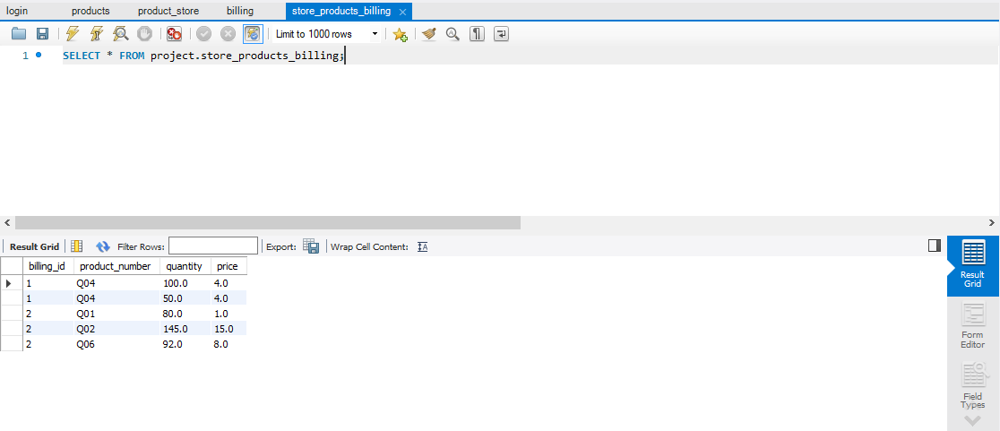 login products product_store billing store_products_billing
Limit to 1000 rows
1 SELECT * FROM project.store_products_billing;
Result Grid Filter Rows: Export: Wrap Cell Content:
billing_id product_number quantity price
1 Q04 100.0 4.0
1 Q04 50.0 4.0
2 Q01 80.0 1.0
2 Q02 145.0 15.0
2 Q06 92.0 8.0
Result
Grid
Form
Editor
Field
Types